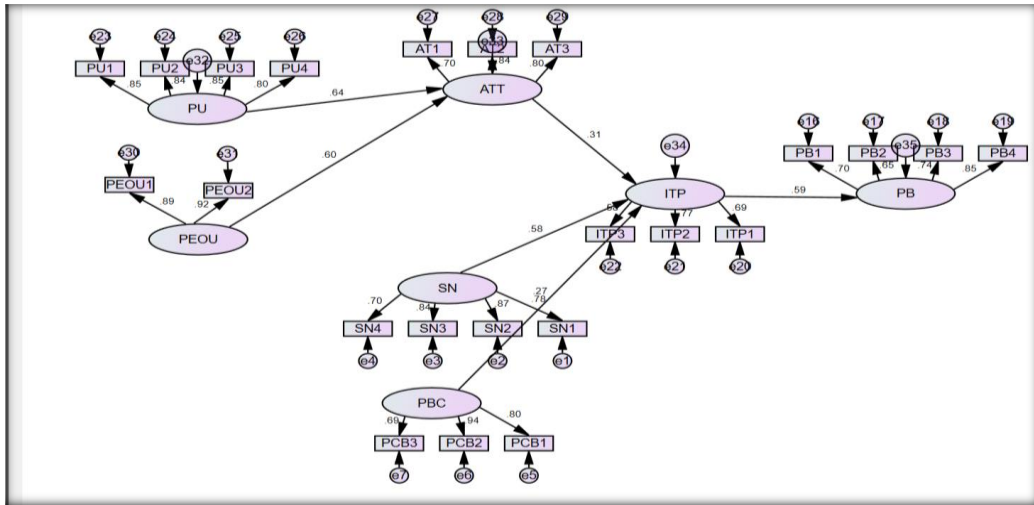 e27 e28 e29
e23 e24 e25 e26
e32
e33
AT1 AT3
PU1 PU2 PU3 PU4
.70 .84 .80
.85 .84 .85 .80
ATT
PU
.64
e16 e17 e18 e19
.31
e34 e35
e30 e31
.60
PB1 PB2 PB3 PB4
PEOU1 PEOU2
.70 .65 .74 .85
.89 .92
ITP
.59
PB
.77 .69
PEOU
.58
ITP3 ITP2 ITP1
e22 e21 e20
SN
.27
.78
.70 .84 .87
SN4 SN3 SN2 SN1
e4 e3 e2 e1
PBC
.69 .94 .80
PCB3 PCB2 PCB1
e7 e6 e5